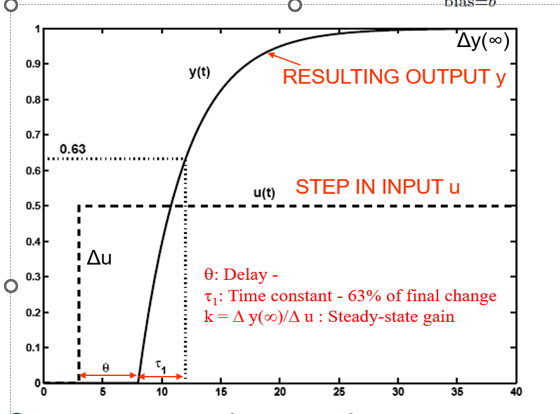 bias=b
1
Δy(∞)
0.9
y(t)
RESULTING OUTPUT y
0.8
0.7
0.63
0.6
u(t) STEP IN INPUT u
0.5
0.4
Δu
0.3
θ: Delay -
τ₁: Time constant - 63% of final change
k = Δ y(∞)/Δ u : Steady-state gain
0.2
0.1
θ τ₁
0
0 5 10 15 20 25 30 35 40